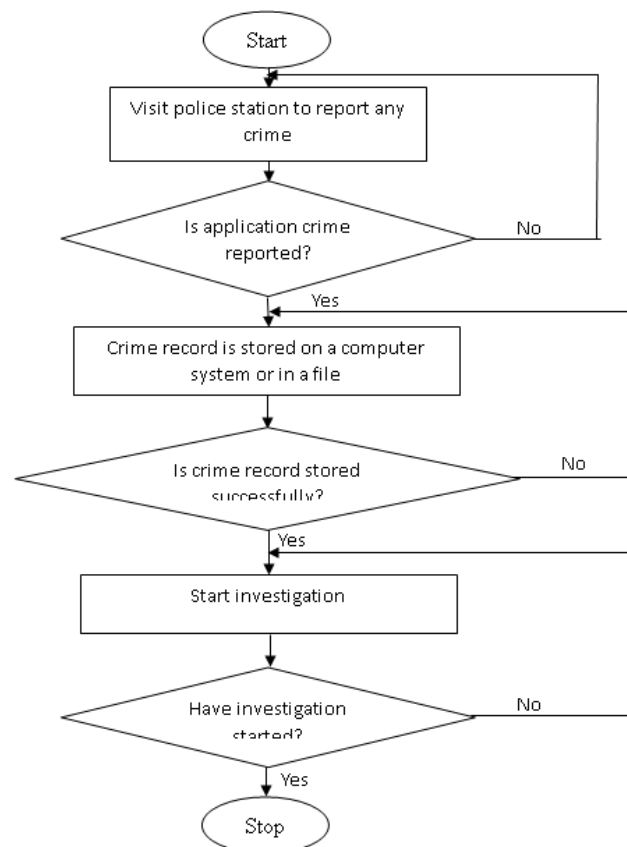 Start
Visit police station to report any
crime
Is application crime
reported?
No
Yes
Crime record is stored on a computer
system or in a file
Is crime record stored
successfully?
No
Yes
Start investigation
Have investigation
started?
No
Yes
Stop